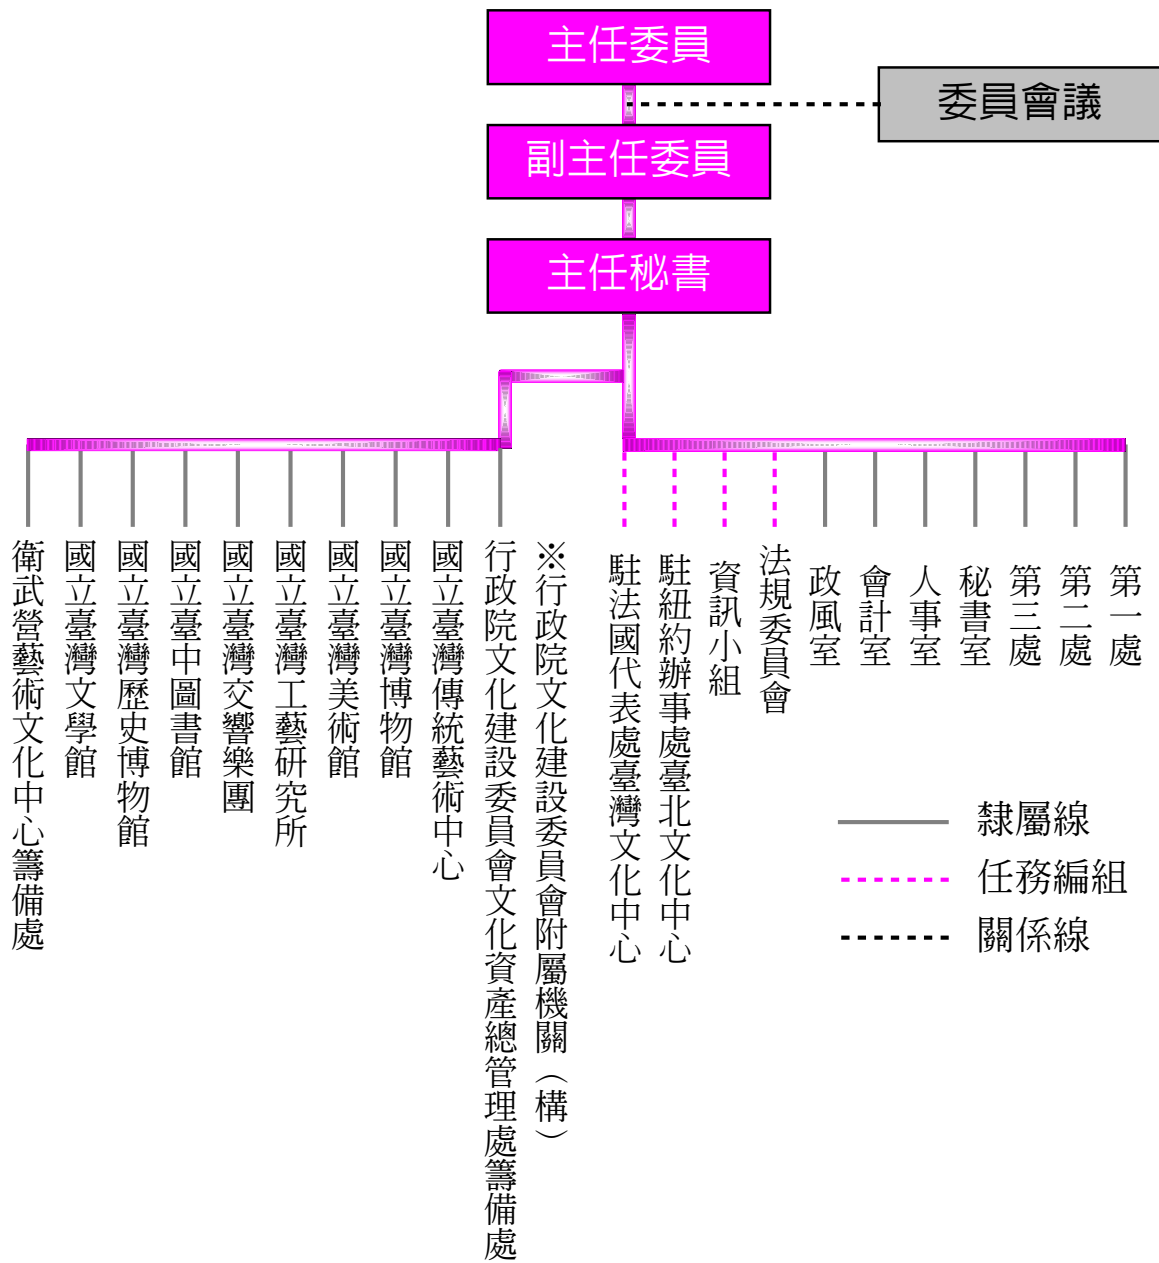 主任委員
委員會議
副主任委員
主任秘書
第一處
第二處
第三處
秘書室
人事室
會計室
政風室
法規委員會
資訊小組
駐紐約辦事處臺北文化中心
駐法國代表處臺灣文化中心
※行政院文化建設委員會附屬機關（構）
行政院文化建設委員會文化資產總管理處籌備處
國立臺灣傳統藝術中心
國立臺灣博物館
國立臺灣美術館
國立臺灣工藝研究所
國立臺灣交響樂團
國立臺中圖書館
國立臺灣歷史博物館
國立臺灣文學館
衛武營藝術文化中心籌備處
隸屬線
任務編組
關係線